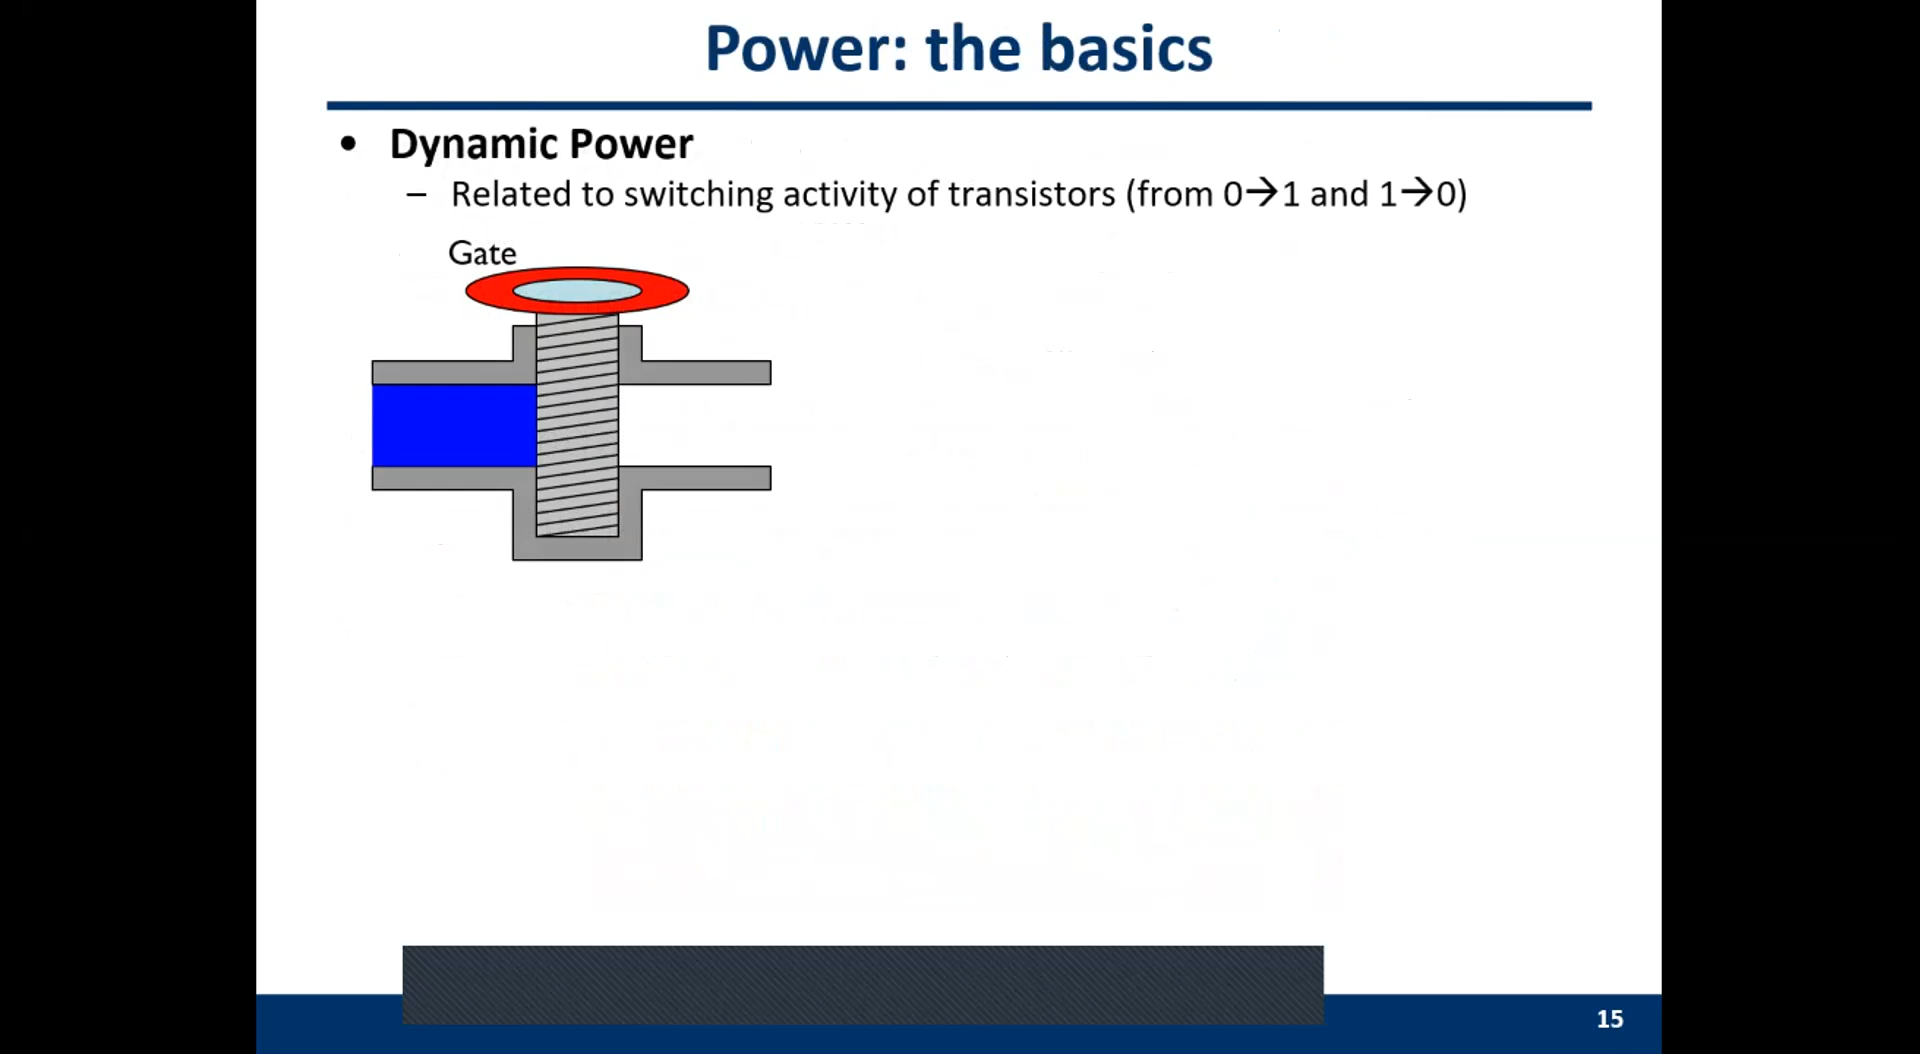 Power: the basics
• Dynamic Power
– Related to switching activity of transistors (from 0→1 and 1→0)
Gate
15